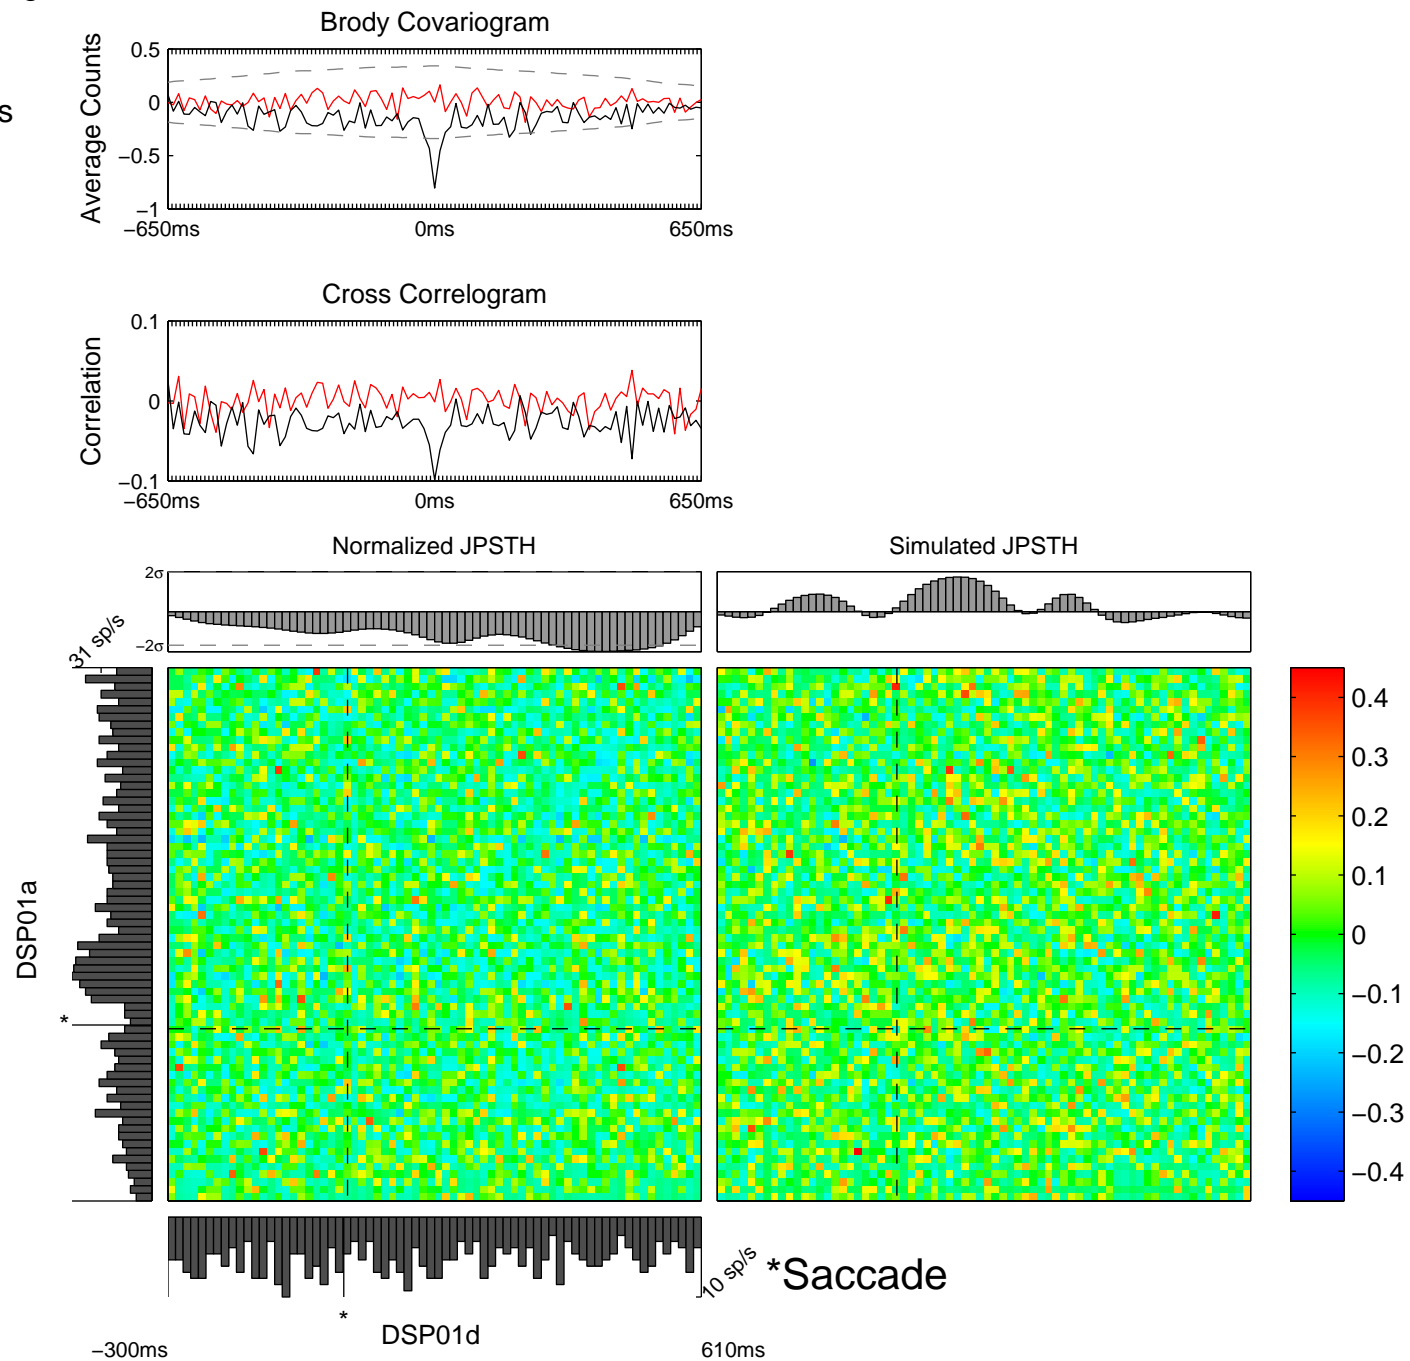 Brody Covariogram
s
Average Counts
0.5
0
−0.5
−1
−650ms
0ms
650ms
Cross Correlogram
Correlation
0.1
0
−0.1
−650ms
0ms
650ms
Normalized JPSTH
Simulated JPSTH
2σ
−2σ
31 sp/s
DSP01a
*
0.4
0.3
0.2
0.1
0
−0.1
−0.2
−0.3
−0.4
10 sp/s
*Saccade
*
DSP01d
−300ms
610ms